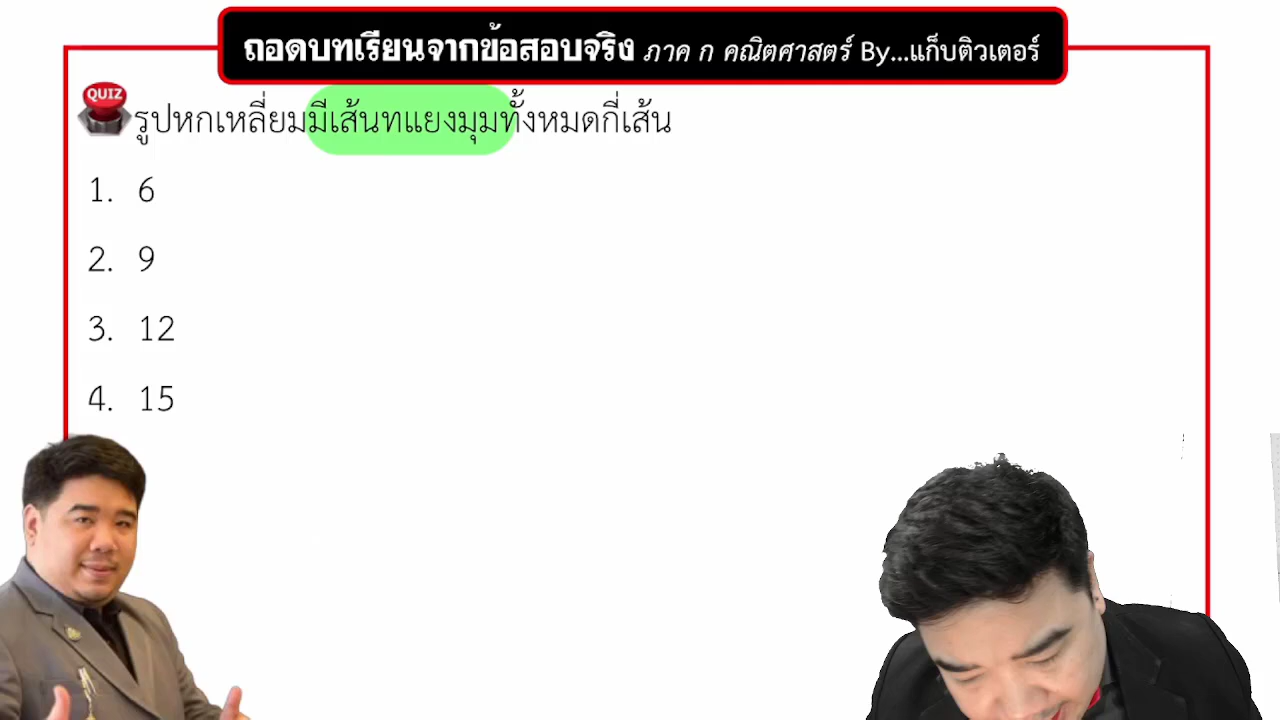 ถอดบทเรียนจากข้อสอบจริง ภาค ก คณิตศาสตร์ By...แก็บติวเตอร์
QUIZ รูปหกเหลี่ยมมีเส้นทแยงมุมทั้งหมดกี่เส้น
1. 6
2. 9
3. 12
4. 15